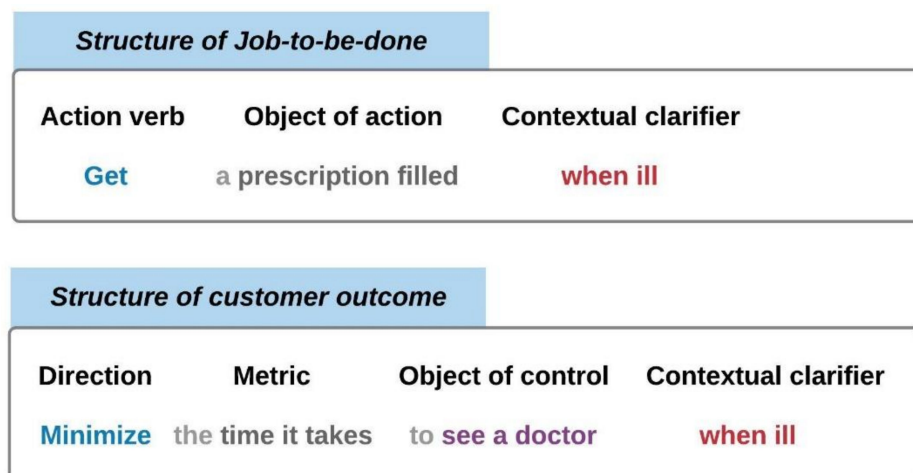 Structure of Job-to-be-done
Action verb Object of action Contextual clarifier
Get a prescription filled when ill
Structure of customer outcome
Direction Metric Object of control Contextual clarifier
Minimize the time it takes to see a doctor when ill